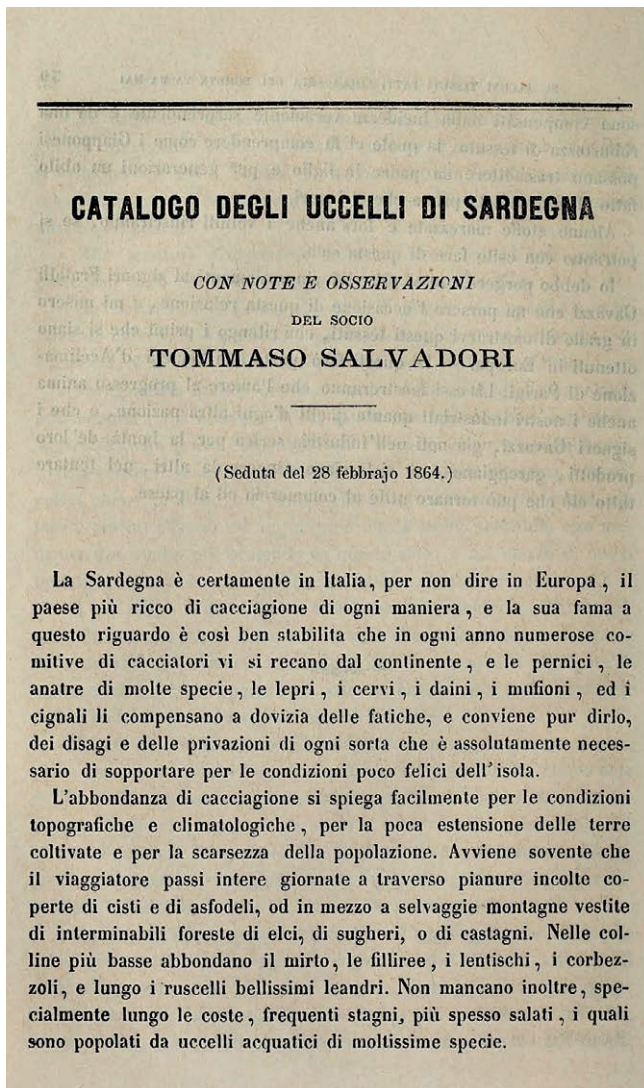 CATALOGO DEGLI UCCELLI DI SARDEGNA
CON NOTE E OSSERVAZIONI
DEL SOCIO
TOMMASO SALVADORI
(Seduta del 28 febbrajo 1864.)
La Sardegna è certamente in Italia, per non dire in Europa, il
paese più ricco di cacciagione di ogni maniera, e la sua fama a
questo riguardo è così ben stabilita che in ogni anno numerose co-
mitive di cacciatori vi si recano dal continente, e le pernici, le
anatre di molte specie, le lepri, i cervi, i daini, i mufioni, ed i
cignali li compensano a dovizia delle fatiche, e conviene pur dirlo,
dei disagi e delle privazioni di ogni sorta che è assolutamente neces-
sario di sopportare per le condizioni poco felici dell'isola.
L'abbondanza di cacciagione si spiega facilmente per le condizioni
topografiche e climatologiche, per la poca estensione delle terre
coltivate e per la scarsezza della popolazione. Avviene sovente che
il viaggiatore passi intere giornate a traverso pianure incolte co-
perte di cisti e di asfodeli, od in mezzo a selvaggie montagne vestite
di interminabili foreste di elci, di sugheri, o di castagni. Nelle col-
line più basse abbondano il mirto, le filliree, i lentischi, i corbez-
zoli, e lungo i ruscelli bellissimi leandri. Non mancano inoltre, spe-
cialmente lungo le coste, frequenti stagni, più spesso salati, i quali
sono popolati da uccelli acquatici di moltissime specie.